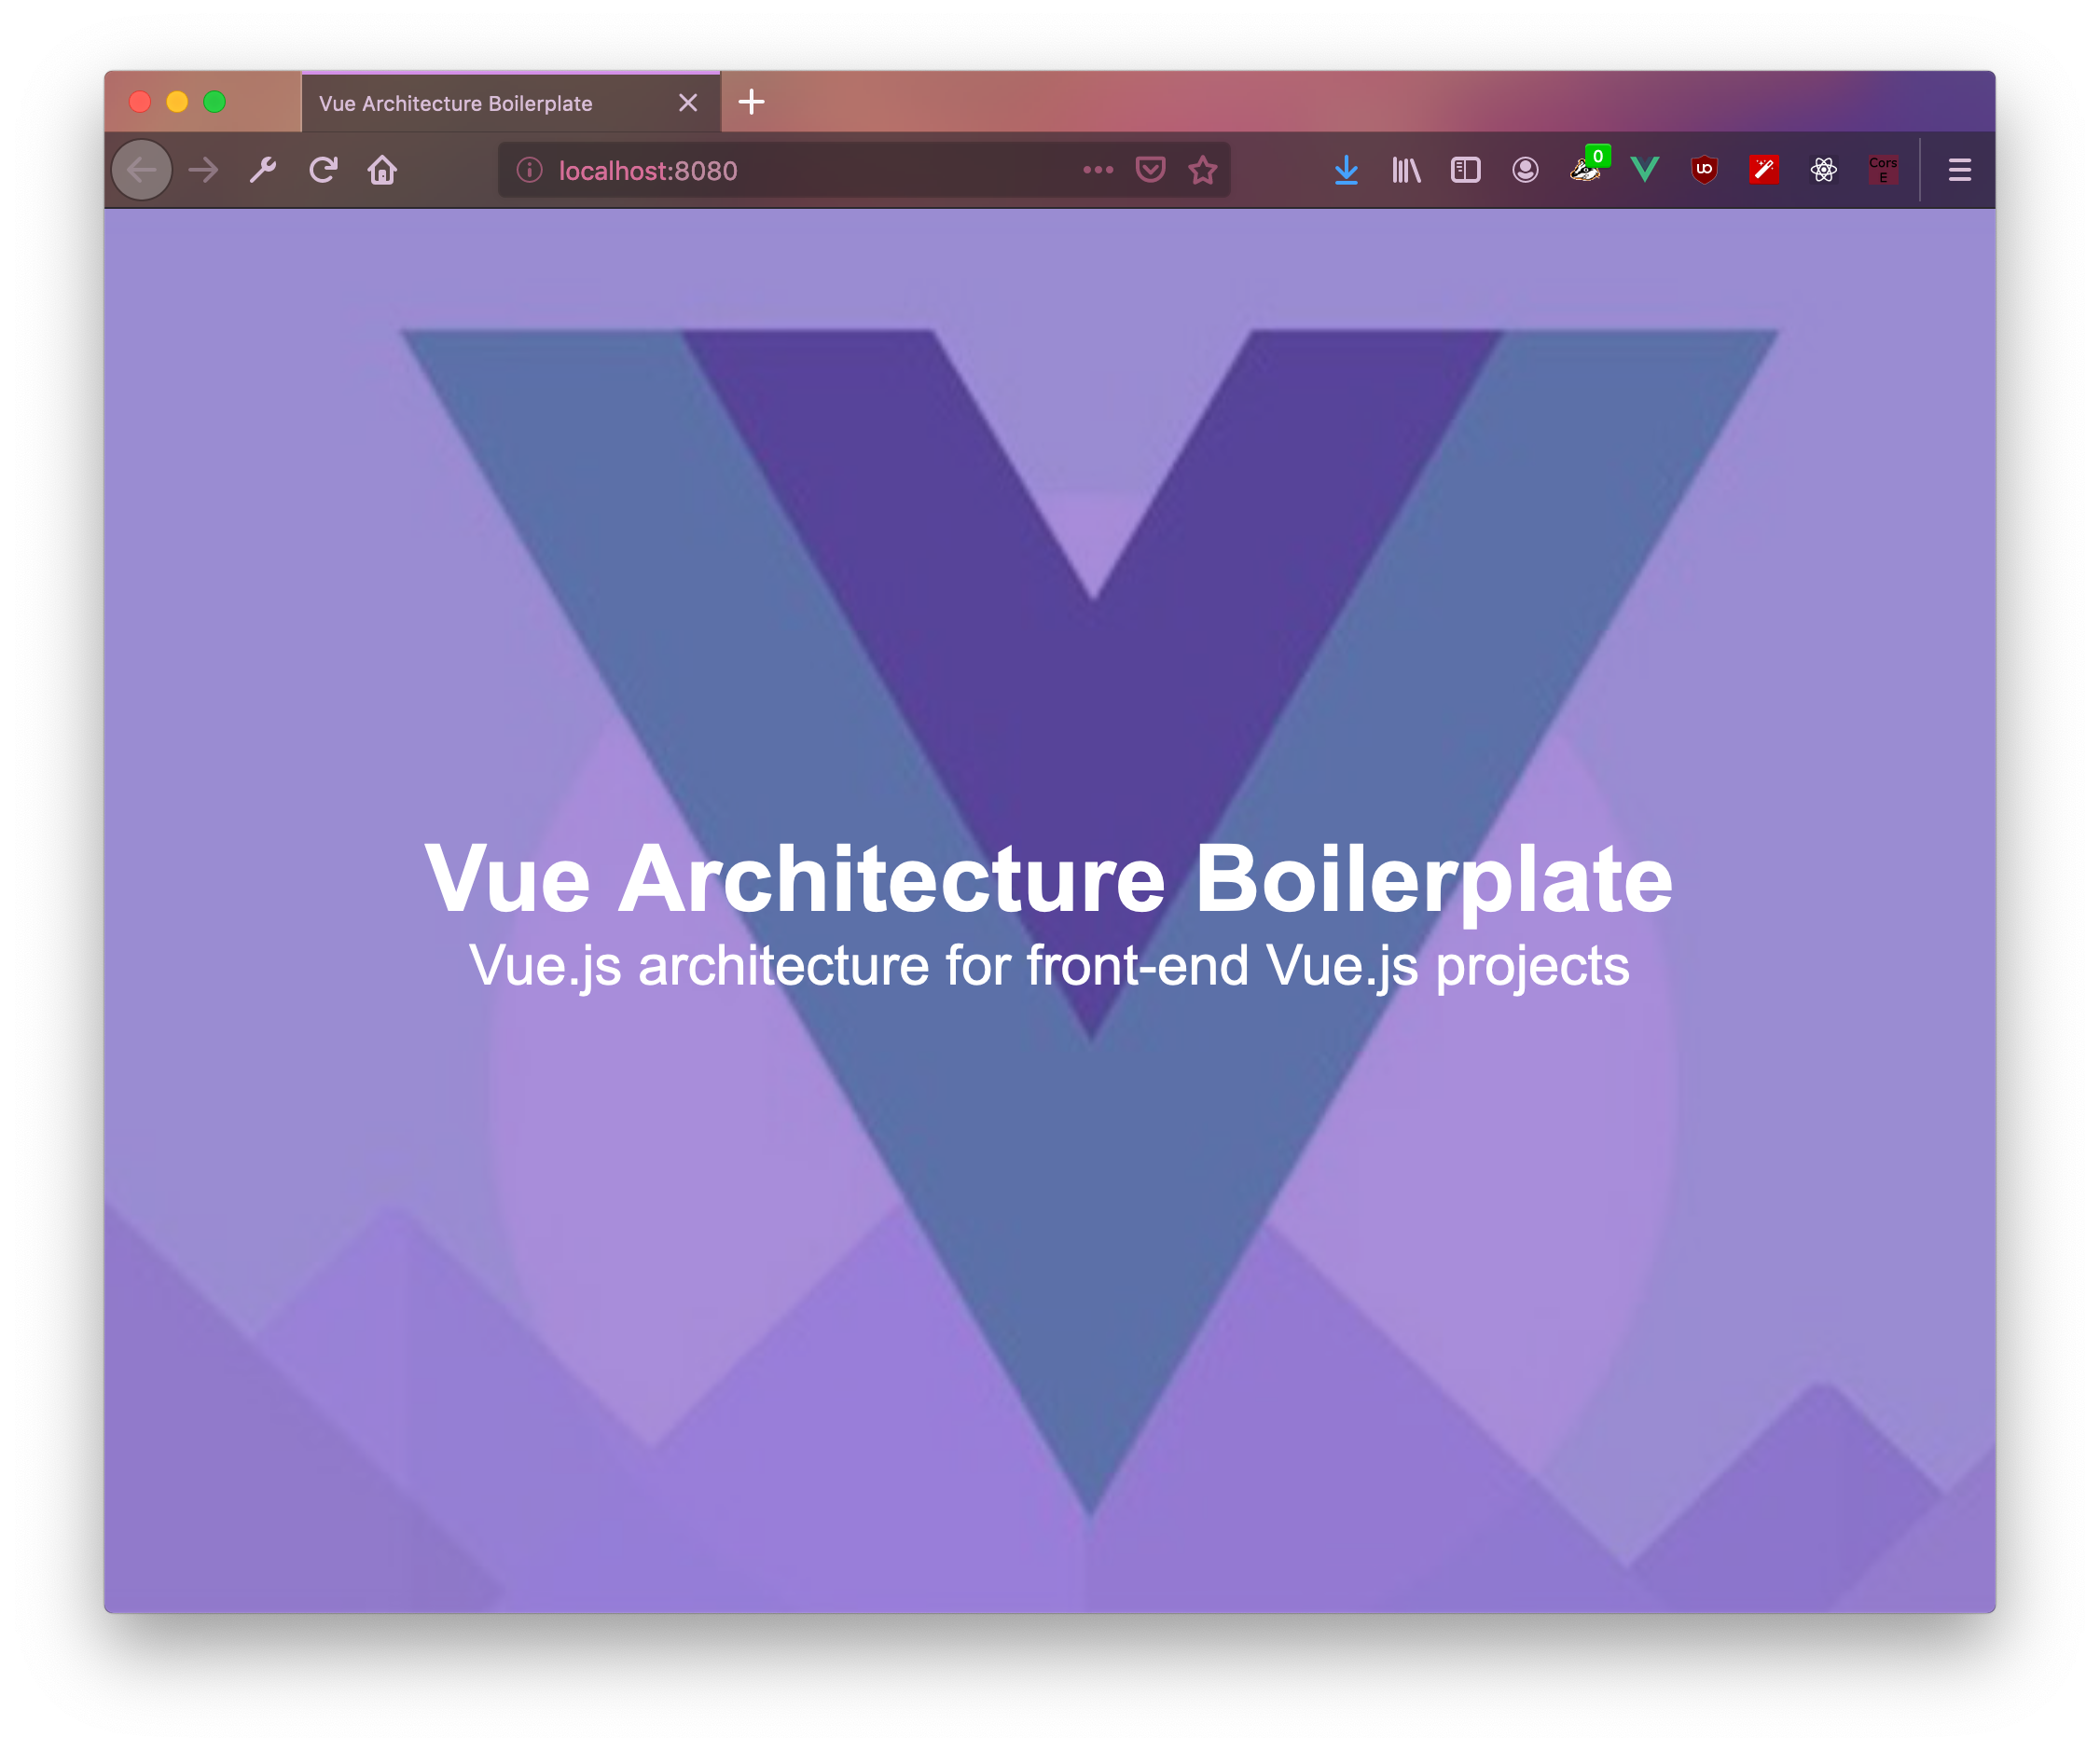 Vue Architecture Boilerplate
localhost:8080
0
UO
Cors
E
Vue Architecture Boilerplate
Vue.js architecture for front-end Vue.js projects